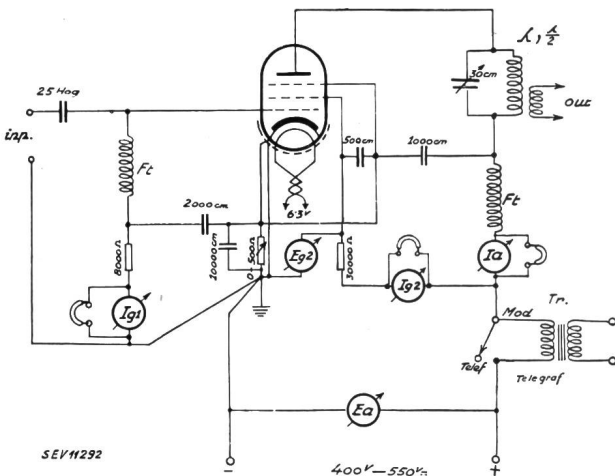 λ, λ/2
25 Hog
30cm
Out
inp.
500cm
1000cm
Ft
Ft
2000cm
6.3v
8000Ω
10000cm
0-500Ω
Eg2
30000Ω
Ig2
Ia
Ig1
Mod
Tr.
Telef
Telegraf
Ea
SEV11292
-
400V—550V=
+